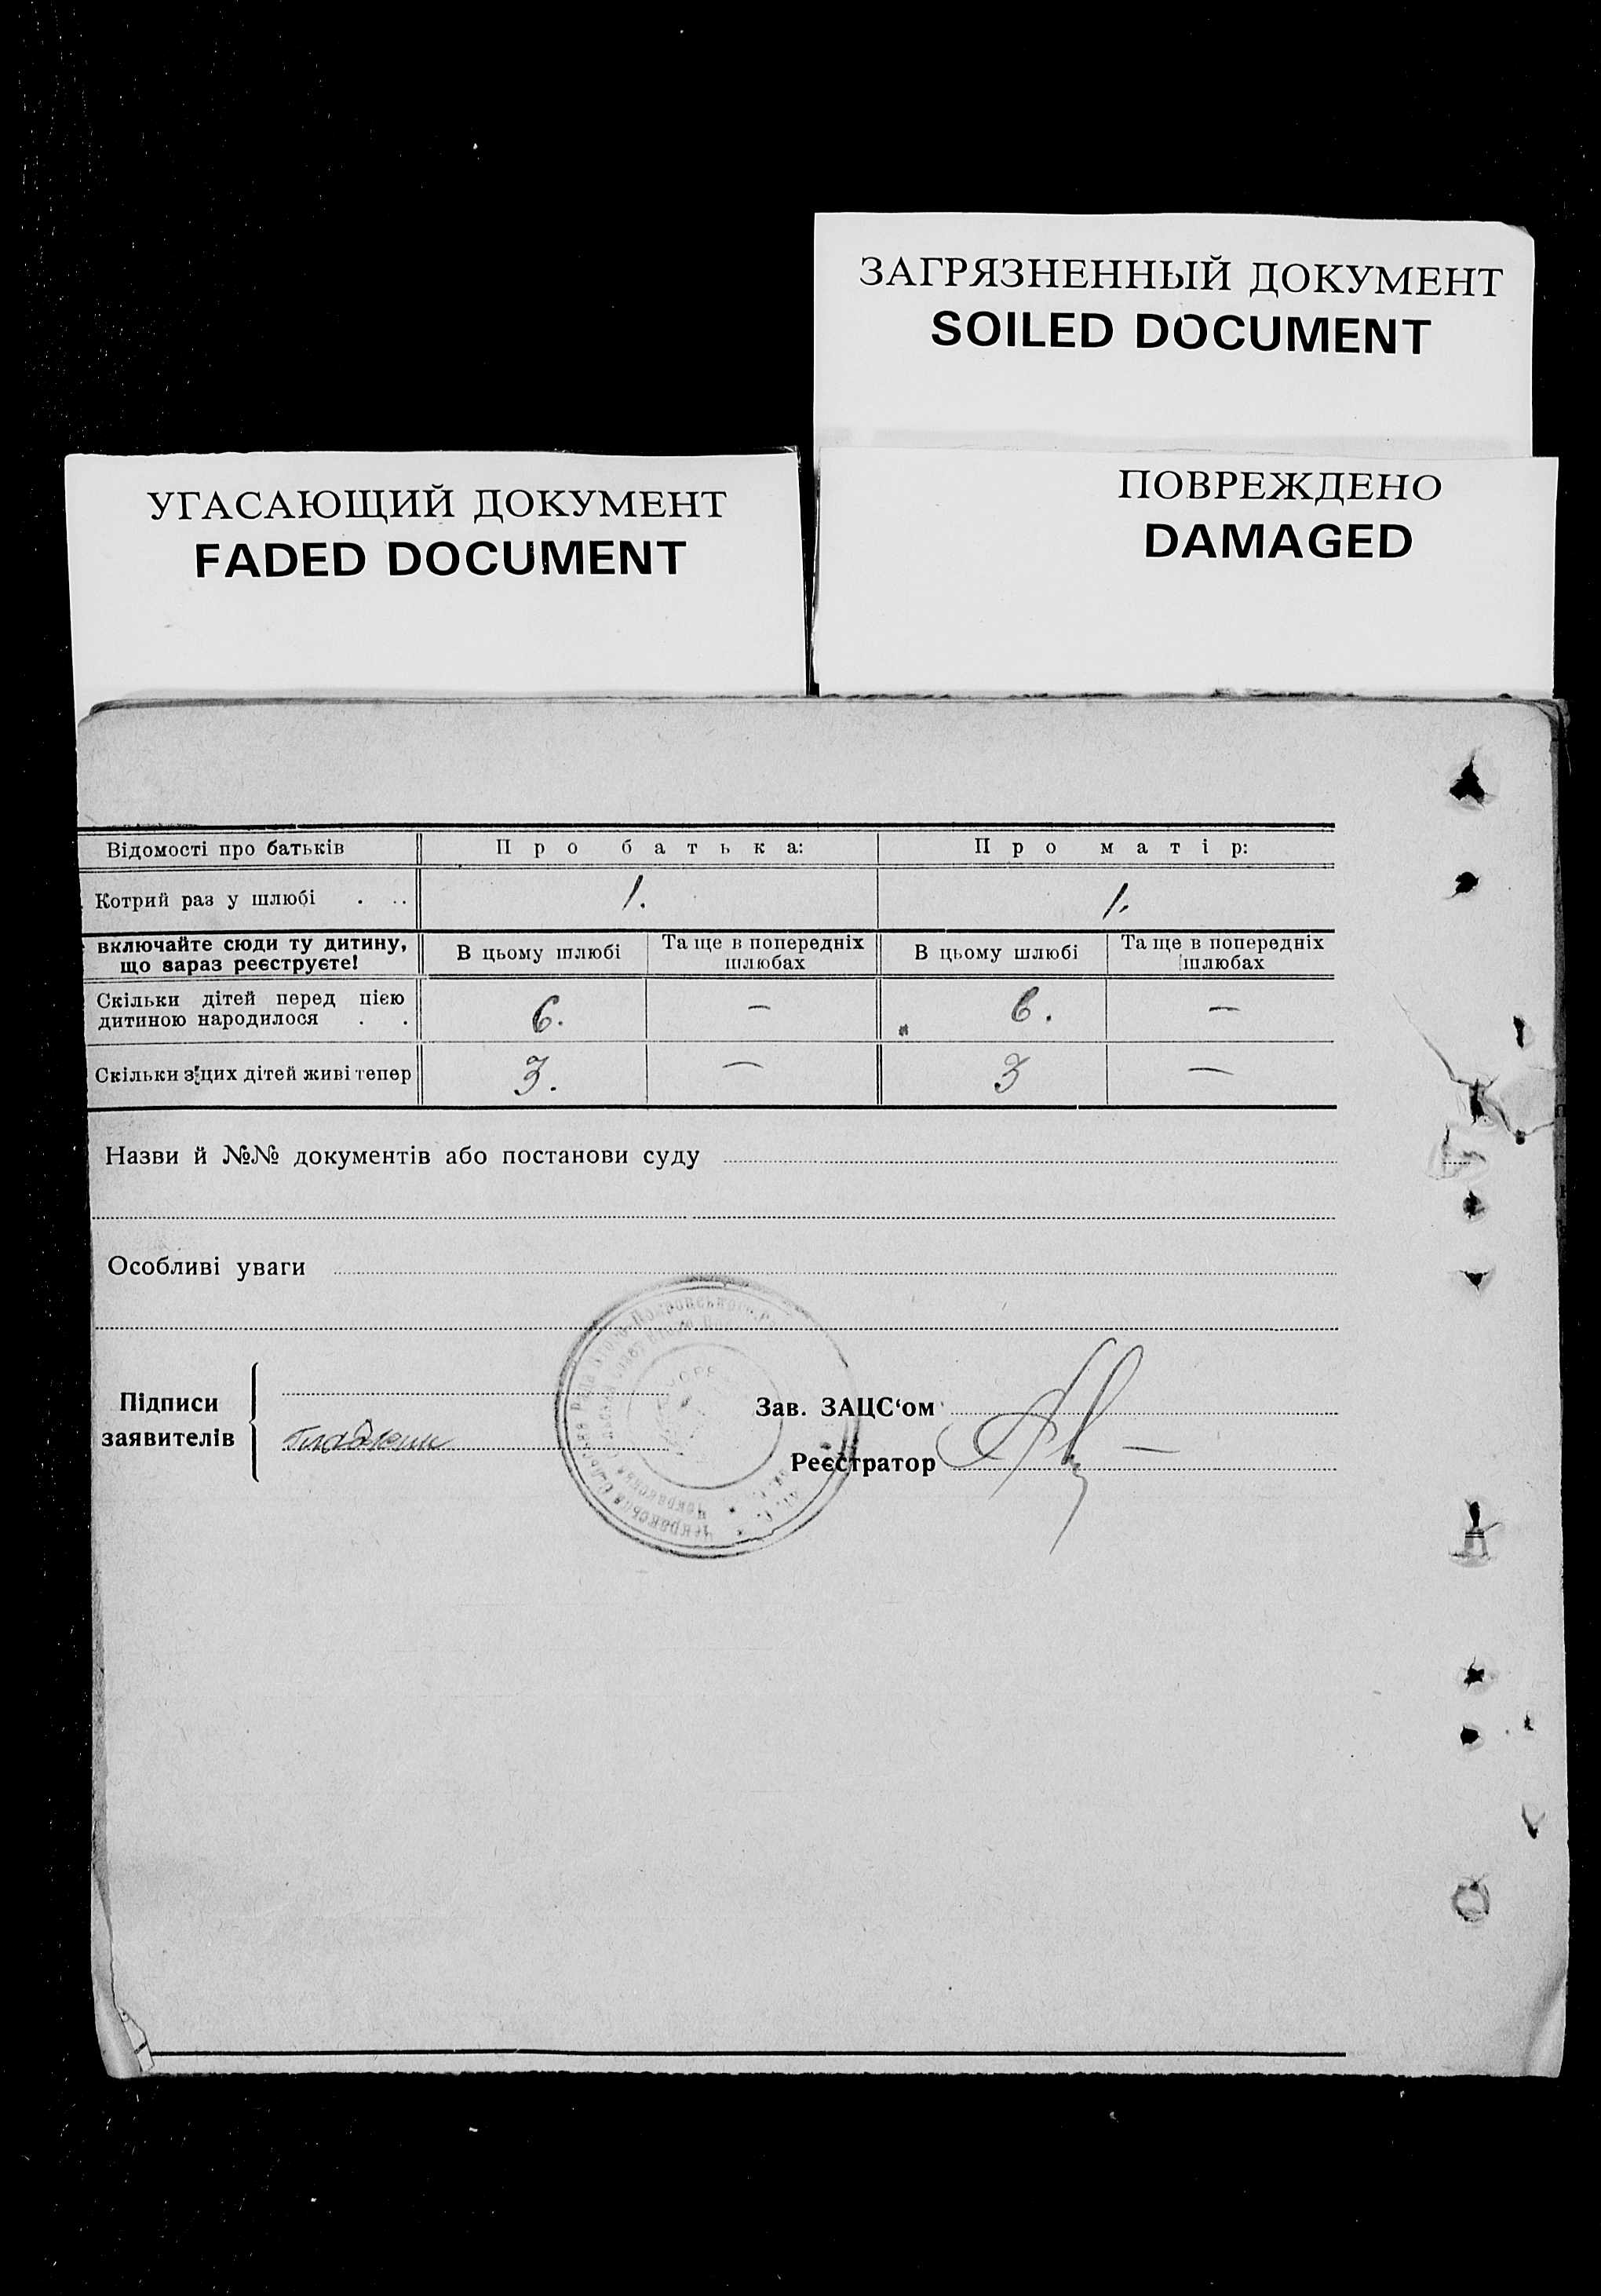 ЗАГРЯЗНЕННЫЙ ДОКУМЕНТ
SOILED DOCUMENT
УГАСАЮЩИЙ ДОКУМЕНТ
FADED DOCUMENT
ПОВРЕЖДЕНО
DAMAGED
Відомості про батьків Про батька: Про матір:
Котрий раз у шлюбі . .. 1. 1.
включайте сюди ту дитину,
що зараз реєструєте!
В цьому шлюбі
Та ще в попередніх
шлюбах
В цьому шлюбі
Та ще в попередніх
шлюбах
Скільки дітей перед цією
дитиною народилося . .
6. — 6. —
Скільки з цих дітей живі тепер 3. — 3 —
Назви й №№ документів або постанови суду
Особливі уваги
Підписи
заявителів
Зав. ЗАЦС‘ом
Реєстратор